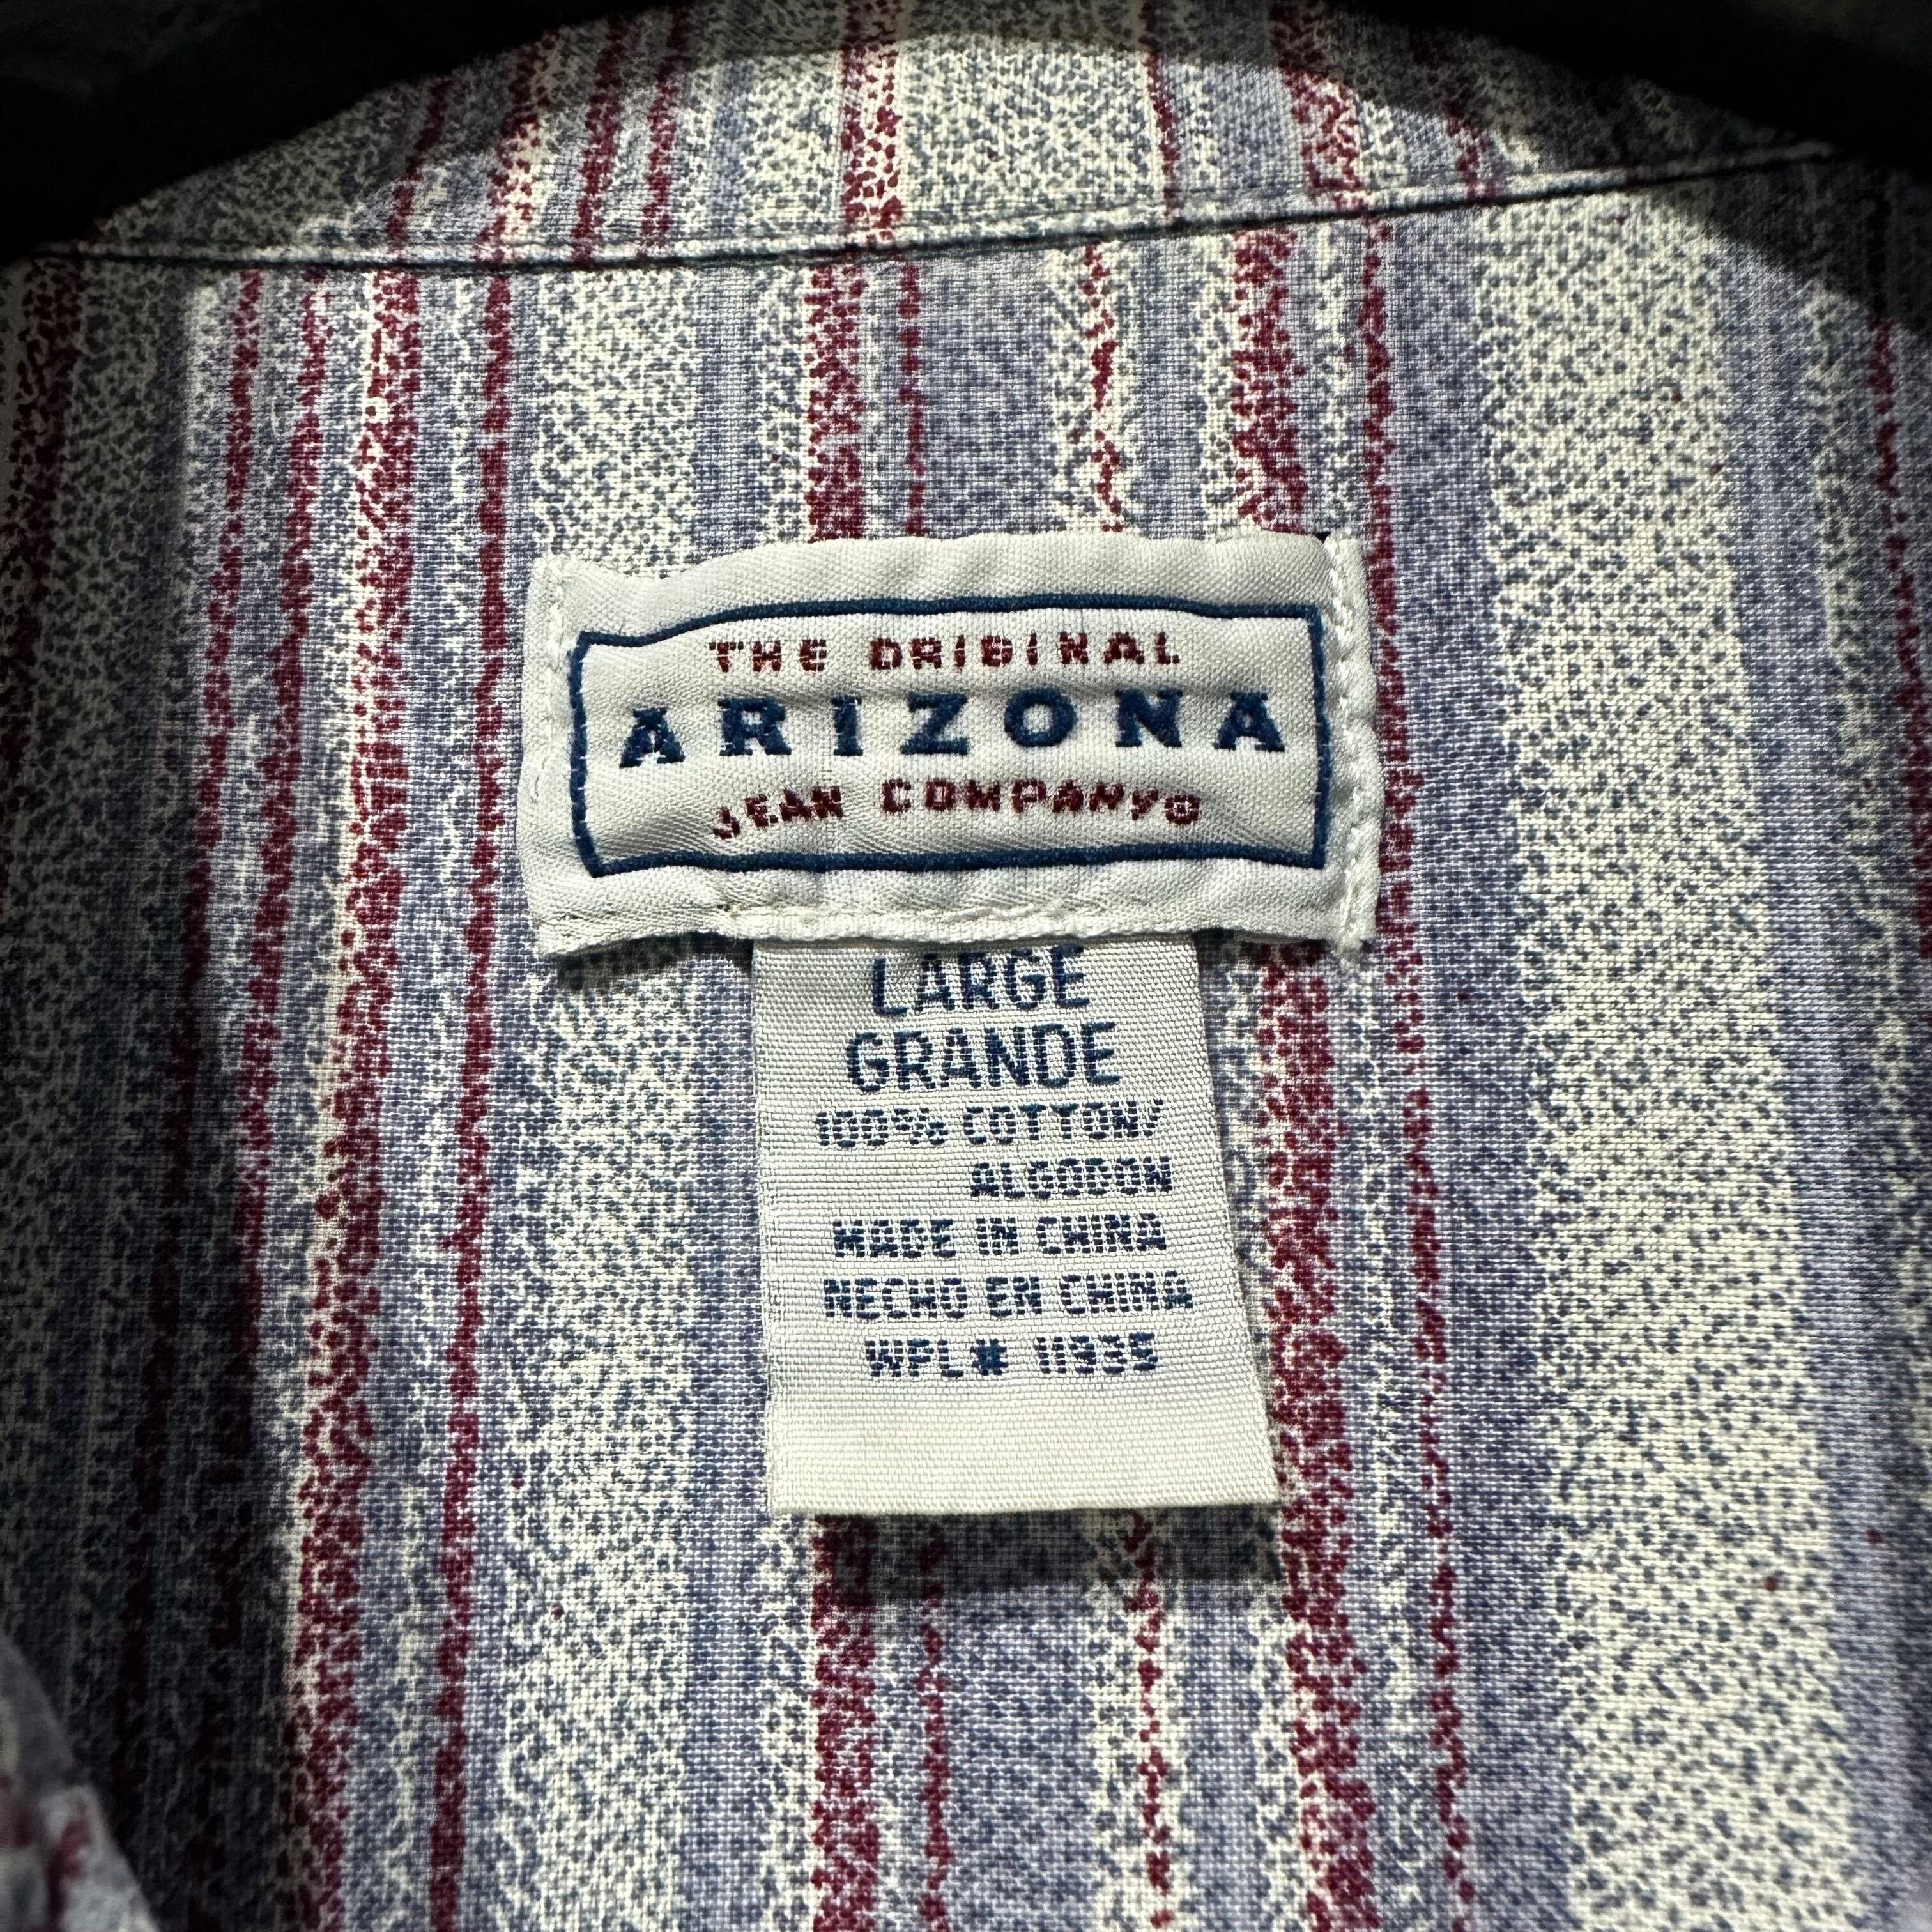 THE ORIGINAL
ARIZONA
JEAN COMPANY®
LARGE
GRANDE
100% COTTON/
ALGODON
MADE IN CHINA
HECHO EN CHINA
WPL# 11935